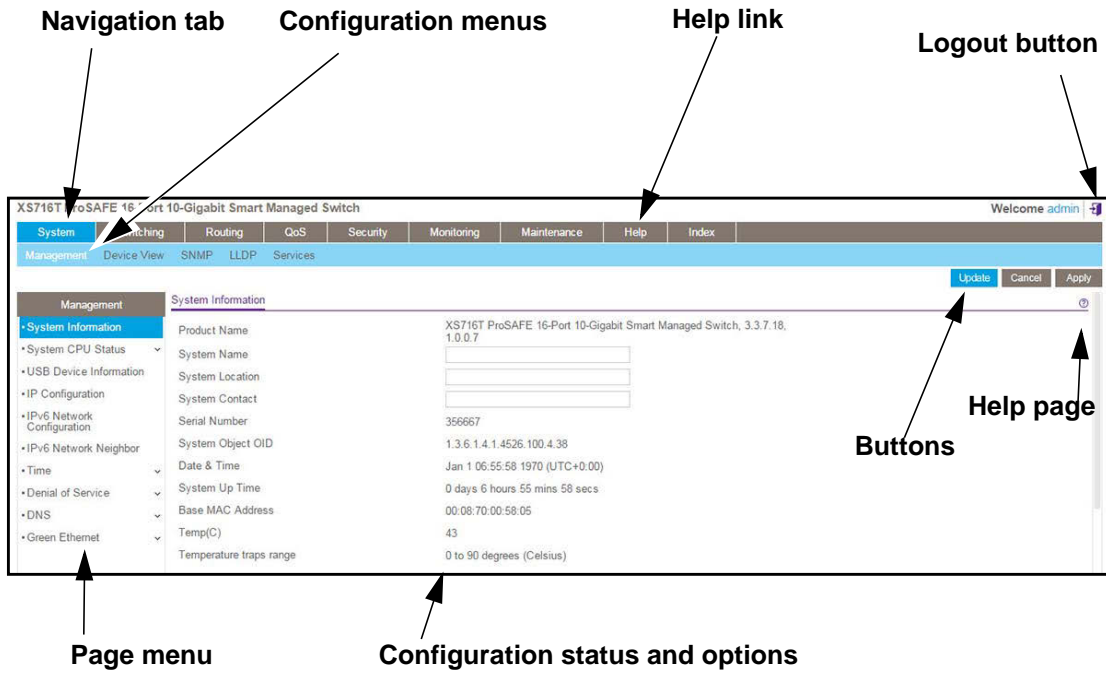 Navigation tab
Configuration menus
Help link
Logout button
XS716T ProSAFE 16-Port 10-Gigabit Smart Managed Switch
Welcome admin
System Switching Routing QoS Security Monitoring Maintenance Help Index
Management Device View SNMP LLDP Services
Update Cancel Apply
Management
System Information
• System Information
• System CPU Status
• USB Device Information
• IP Configuration
• IPv6 Network
Configuration
• IPv6 Network Neighbor
• Time
• Denial of Service
• DNS
• Green Ethernet
Product Name XS716T ProSAFE 16-Port 10-Gigabit Smart Managed Switch, 3.3.7.18,
1.0.0.7
System Name
System Location
System Contact
Serial Number 356667
System Object OID 1.3.6.1.4.1.4526.100.4.38
Date & Time Jan 1 06:55:58 1970 (UTC+0:00)
System Up Time 0 days 6 hours 55 mins 58 secs
Base MAC Address 00:08:70:00:58:05
Temp(C) 43
Temperature traps range 0 to 90 degrees (Celsius)
Help page
Buttons
Page menu
Configuration status and options